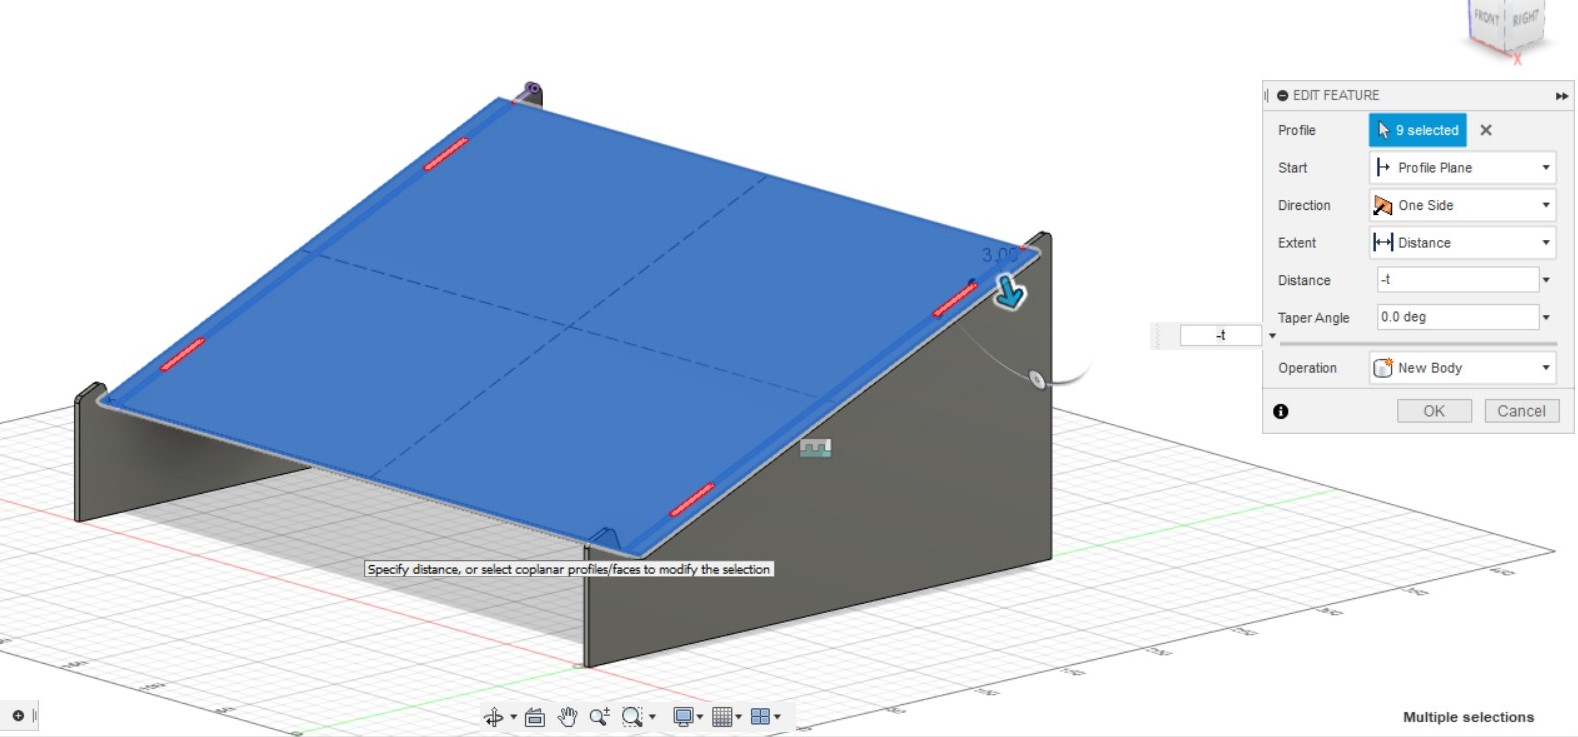 FRONT
RIGHT
X
EDIT FEATURE
Profile
9 selected
Start
Profile Plane
Direction
One Side
Extent
Distance
Distance
-t
Taper Angle
0.0 deg
-t
Operation
New Body
OK
Cancel
Specify distance, or select coplanar profiles/faces to modify the selection
Multiple selections